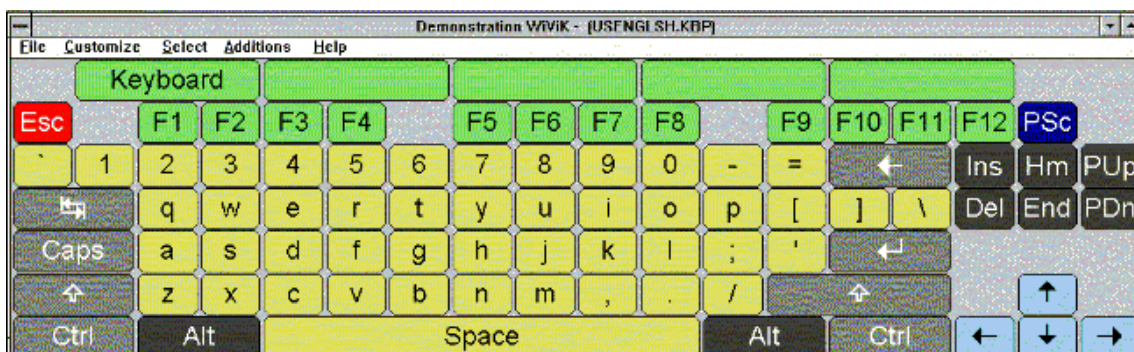 Demonstration WiViK - [USENGLSH.KBP]
File Customize Select Additions Help
Keyboard
Esc F1 F2 F3 F4 F5 F6 F7 F8 F9 F10 F11 F12 PSc
` 1 2 3 4 5 6 7 8 9 0 - = ← Ins Hm PUp
↹ q w e r t y u i o p [ ] \ Del End PDn
Caps a s d f g h j k l ; ' ↵
⇧ z x c v b n m , . / ⇧ ↑
Ctrl Alt Space Alt Ctrl ← ↓ →